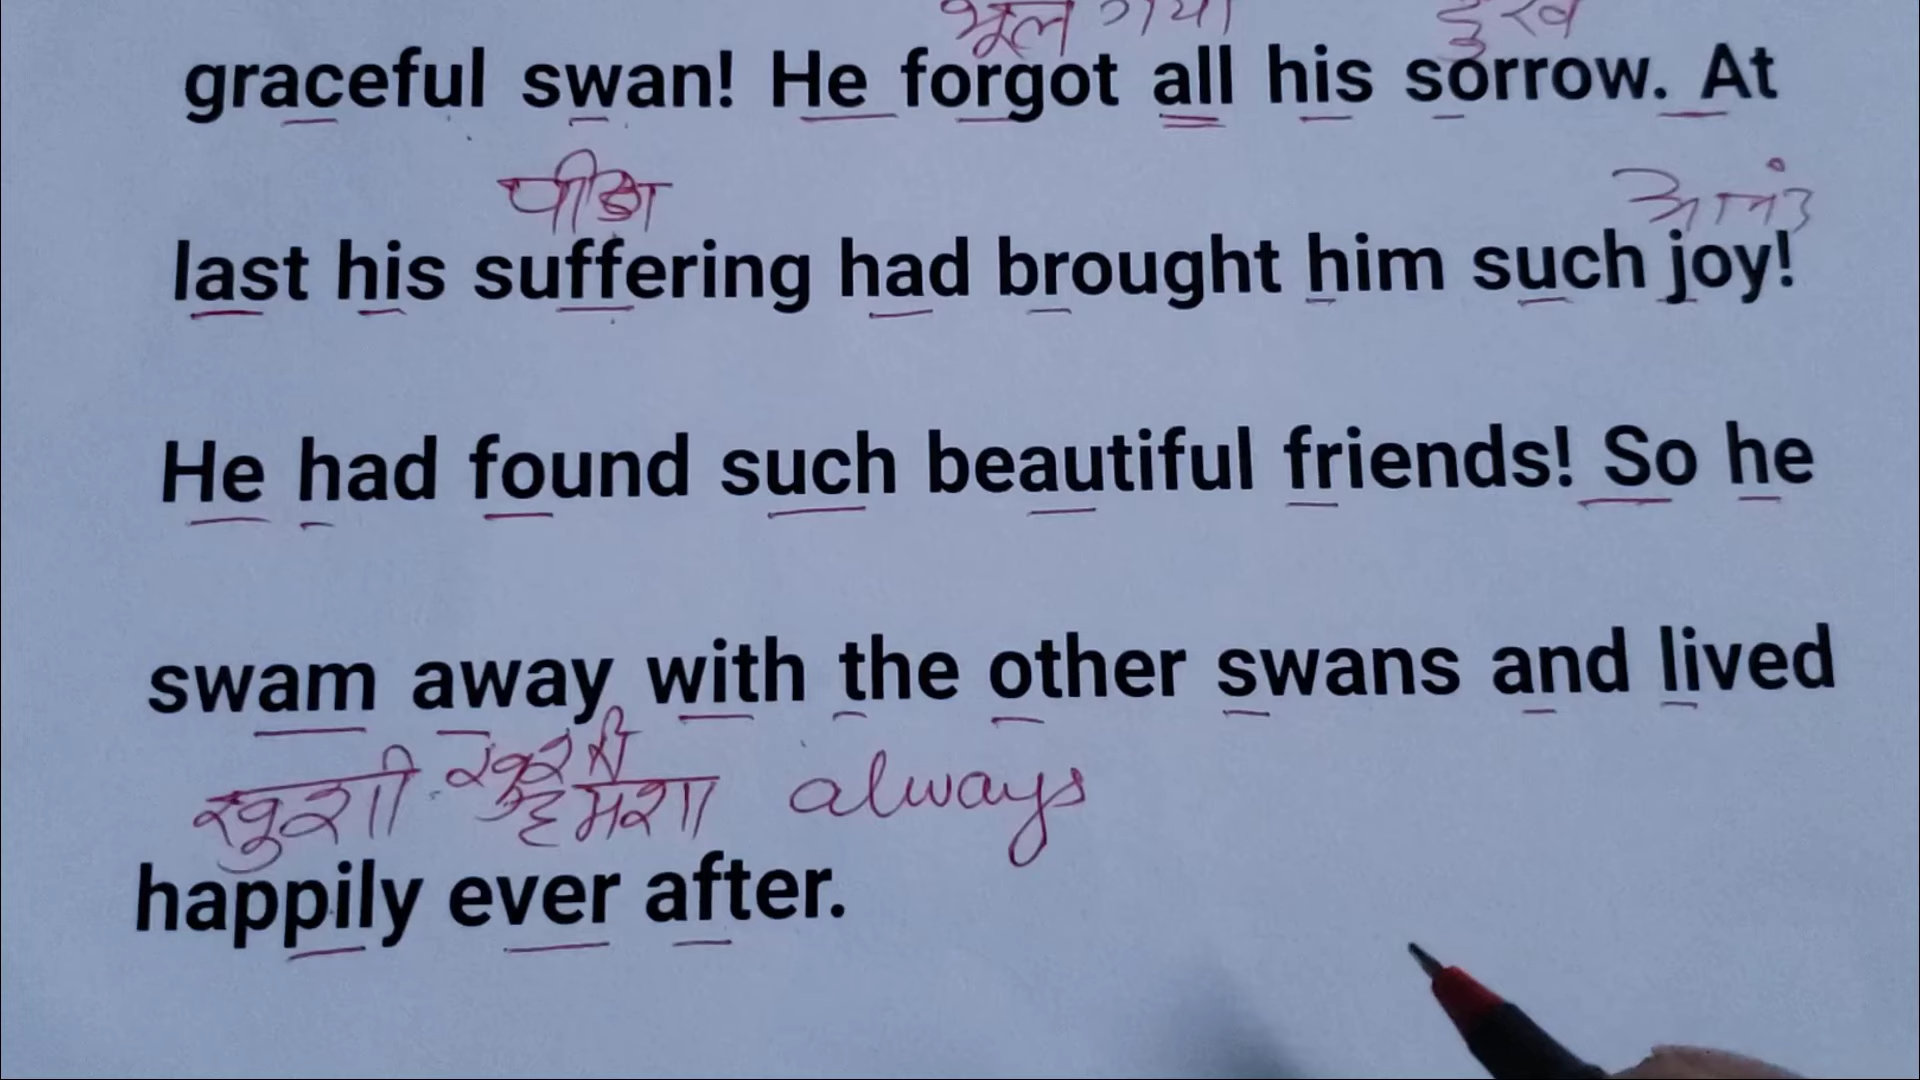 भूल गया दुख
graceful swan! He forgot all his sorrow. At
पीड़ा
last his suffering had brought him such joy!
He had found such beautiful friends! So he
swam away with the other swans and lived
खुशी हमेशा always
happily ever after.